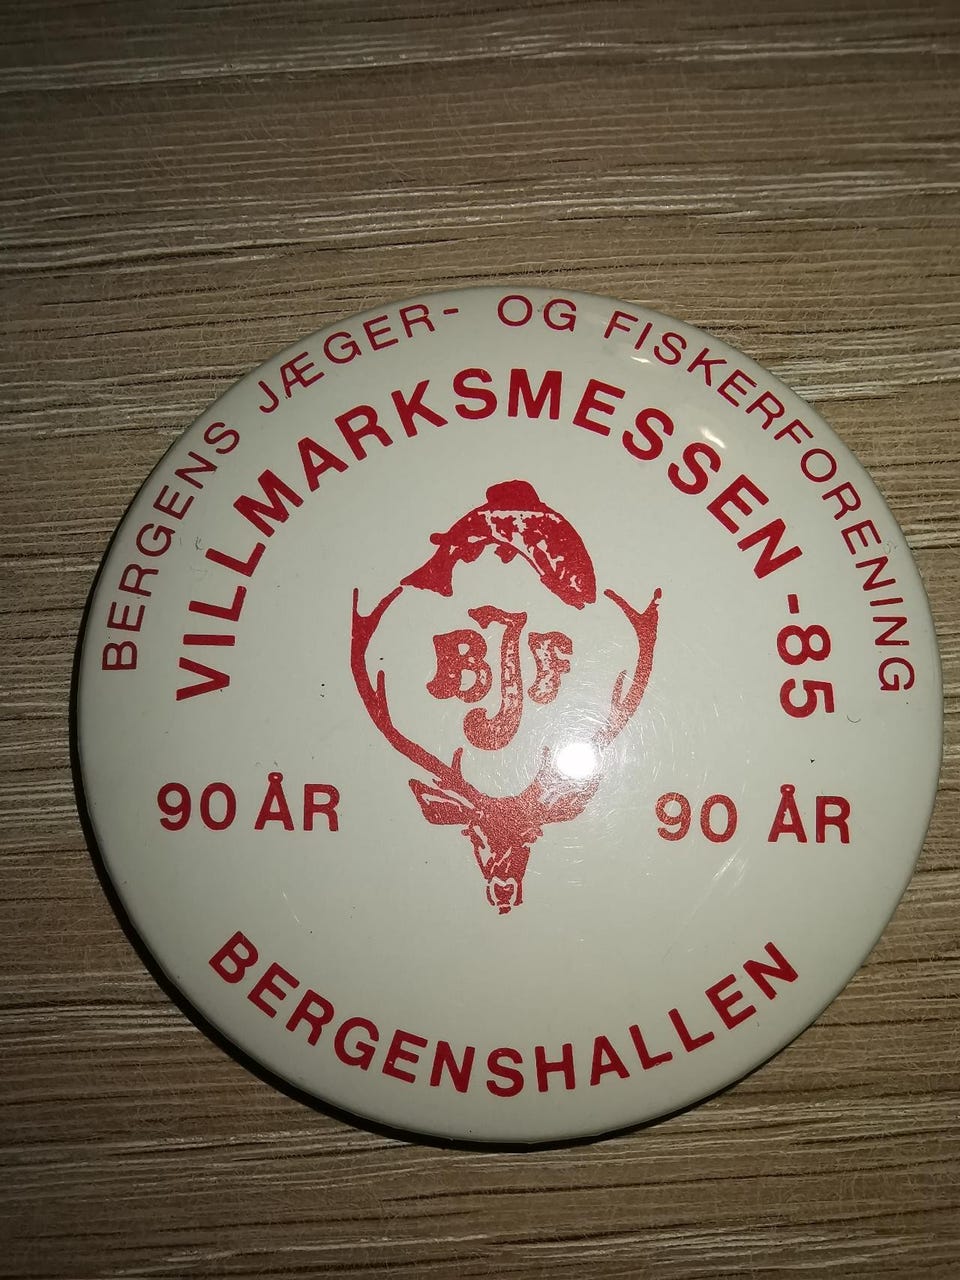 BERGENS JÆGER- OG FISKERFORENING
VILLMARKSMESSEN -85
BJF
90 ÅR
90 ÅR
BERGENSHALLEN